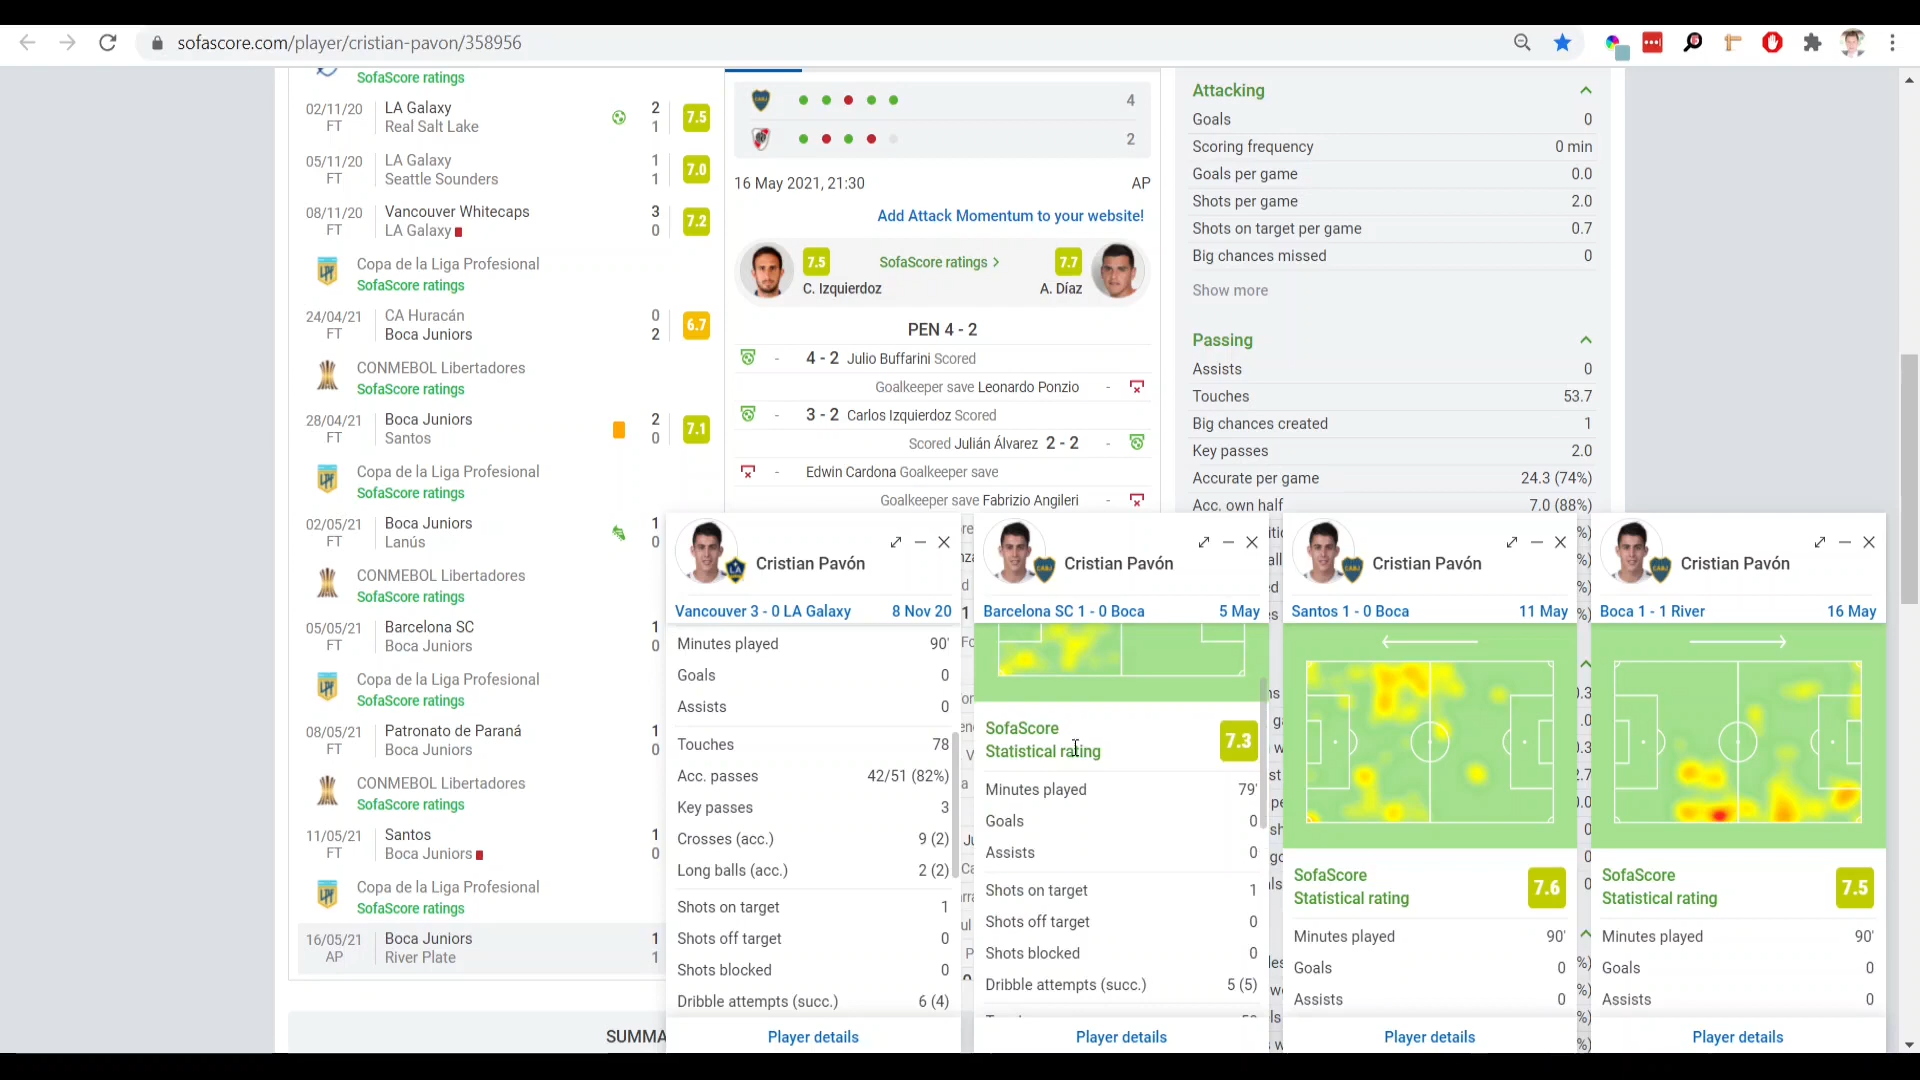 sofascore.com/player/cristian-pavon/358956
SofaScore ratings
02/11/20 LA Galaxy 2 7.5
FT Real Salt Lake 1
05/11/20 LA Galaxy 1 7.0
FT Seattle Sounders 1
08/11/20 Vancouver Whitecaps 3 7.2
FT LA Galaxy 0
Copa de la Liga Profesional
SofaScore ratings
24/04/21 CA Huracán 0 6.7
FT Boca Juniors 2
CONMEBOL Libertadores
SofaScore ratings
28/04/21 Boca Juniors 2 7.1
FT Santos 0
Copa de la Liga Profesional
SofaScore ratings
02/05/21 Boca Juniors 1
FT Lanús 0
CONMEBOL Libertadores
SofaScore ratings
05/05/21 Barcelona SC 1
FT Boca Juniors 0
Copa de la Liga Profesional
SofaScore ratings
08/05/21 Patronato de Paraná 1
FT Boca Juniors 0
CONMEBOL Libertadores
SofaScore ratings
11/05/21 Santos 1
FT Boca Juniors 0
Copa de la Liga Profesional
SofaScore ratings
16/05/21 Boca Juniors 1
AP River Plate 1
SUMMA
4
2
16 May 2021, 21:30 AP
Add Attack Momentum to your website!
7.5 SofaScore ratings > 7.7
C. Izquierdoz A. Díaz
PEN 4 - 2
- 4 - 2 Julio Buffarini Scored
Goalkeeper save Leonardo Ponzio -
- 3 - 2 Carlos Izquierdoz Scored
Scored Julián Álvarez 2 - 2 -
- Edwin Cardona Goalkeeper save
Goalkeeper save Fabrizio Angileri -
Attacking
Goals 0
Scoring frequency 0 min
Goals per game 0.0
Shots per game 2.0
Shots on target per game 0.7
Big chances missed 0
Show more
Passing
Assists 0
Touches 53.7
Big chances created 1
Key passes 2.0
Accurate per game 24.3 (74%)
Acc. own half 7.0 (88%)
Cristian Pavón
Vancouver 3 - 0 LA Galaxy 8 Nov 20
Minutes played 90'
Goals 0
Assists 0
Touches 78
Acc. passes 42/51 (82%)
Key passes 3
Crosses (acc.) 9 (2)
Long balls (acc.) 2 (2)
Shots on target 1
Shots off target 0
Shots blocked 0
Dribble attempts (succ.) 6 (4)
Player details
Cristian Pavón
Barcelona SC 1 - 0 Boca 5 May
SofaScore
Statistical rating 7.3
Minutes played 79'
Goals 0
Assists 0
Shots on target 1
Shots off target 0
Shots blocked 0
Dribble attempts (succ.) 5 (5)
Player details
Cristian Pavón
Santos 1 - 0 Boca 11 May
SofaScore
Statistical rating 7.6
Minutes played 90'
Goals 0
Assists 0
Player details
Cristian Pavón
Boca 1 - 1 River 16 May
SofaScore
Statistical rating 7.5
Minutes played 90'
Goals 0
Assists 0
Player details